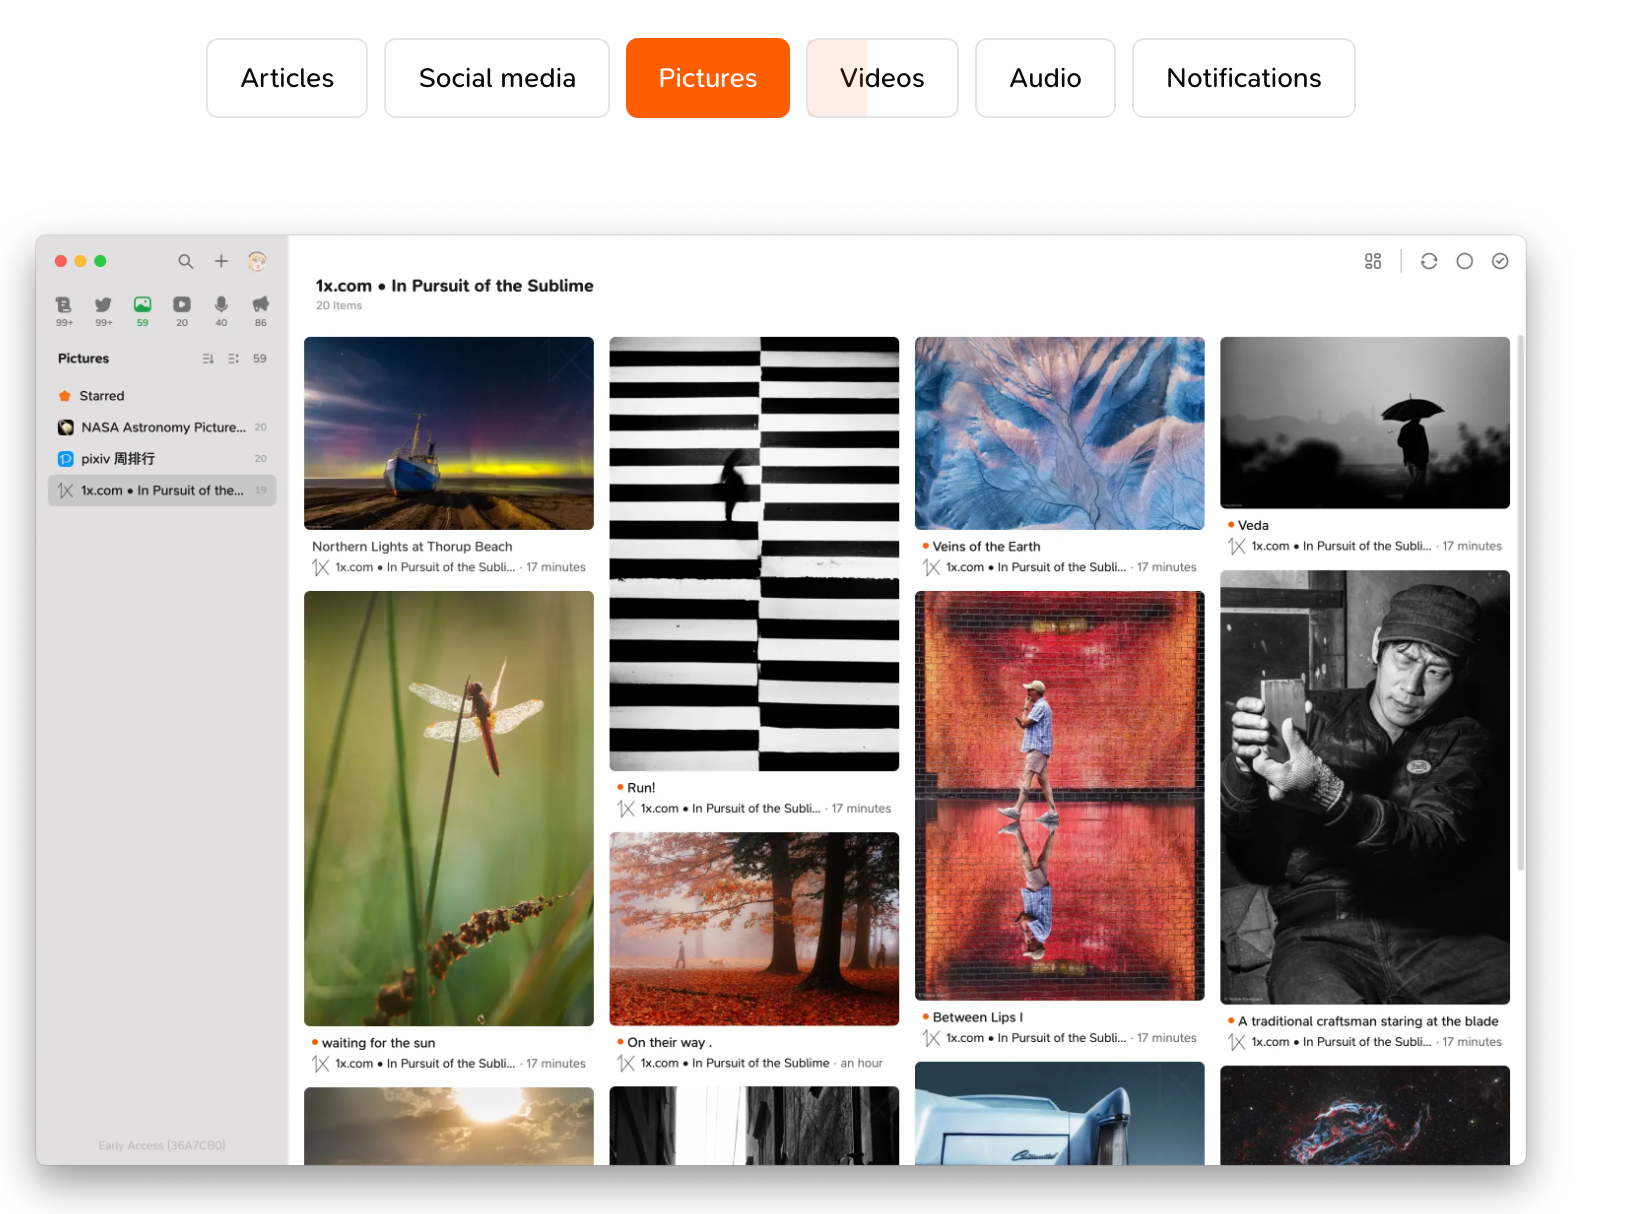 Articles
Social media
Pictures
Videos
Audio
Notifications
99+
99+
59
20
40
86
Pictures
59
Starred
NASA Astronomy Picture... 20
pixiv 周排行 20
1x.com • In Pursuit of the... 19
Early Access (36A7C80)
1x.com • In Pursuit of the Sublime
20 Items
Northern Lights at Thorup Beach
1x.com • In Pursuit of the Subli... · 17 minutes
waiting for the sun
1x.com • In Pursuit of the Subli... · 17 minutes
Run!
1x.com • In Pursuit of the Subli... · 17 minutes
On their way .
1x.com • In Pursuit of the Sublime · an hour
Veins of the Earth
1x.com • In Pursuit of the Subli... · 17 minutes
Between Lips I
1x.com • In Pursuit of the Subli... · 17 minutes
Veda
1x.com • In Pursuit of the Subli... · 17 minutes
A traditional craftsman staring at the blade
1x.com • In Pursuit of the Subli... · 17 minutes